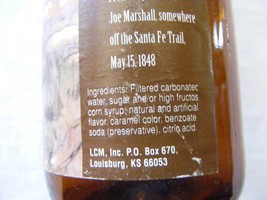 Joe Marshall, somewhere
off the Santa Fe Trail,
May 15, 1848
Ingredients: Filtered carbonated
water, sugar and or high fructos
corn syrup, natural and artificial
flavor, caramel color, benzoate
soda (preservative), citric acid.
LCM, Inc. P.O. Box 670,
Louisburg, KS 66053